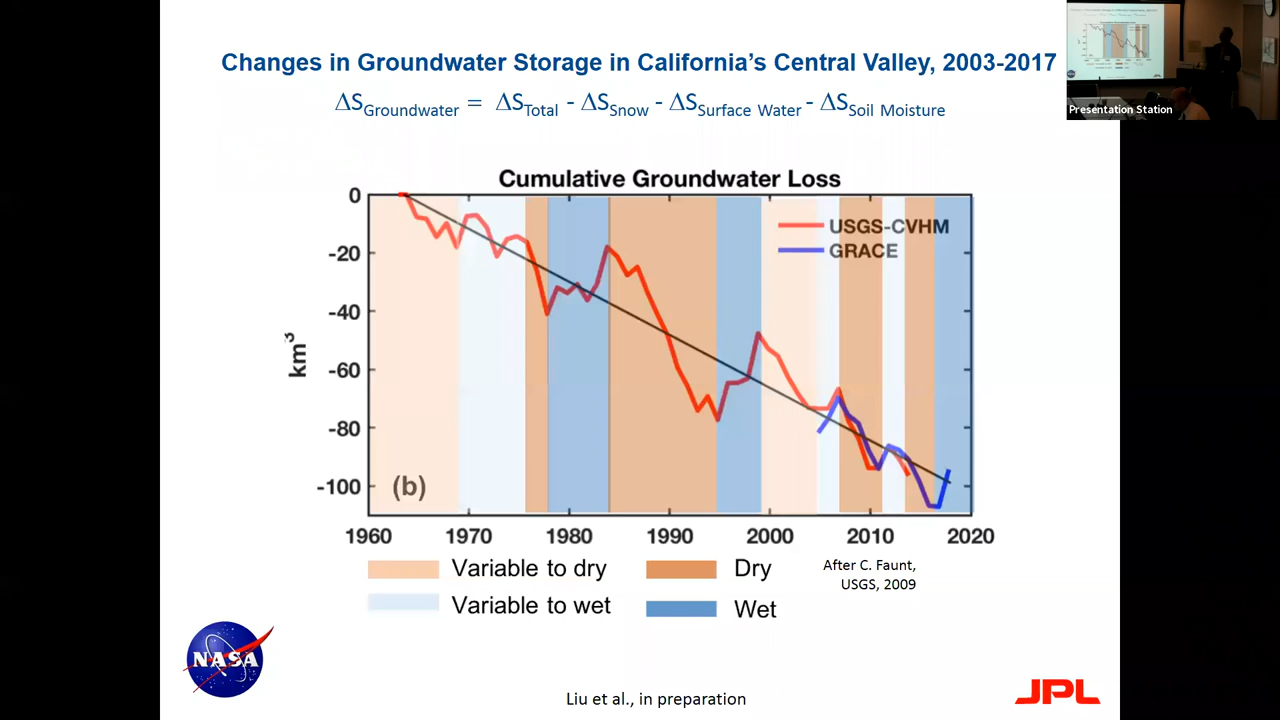 Changes in Groundwater Storage in California's Central Valley, 2003-2017
ΔSGroundwater = ΔSTotal - ΔSSnow - ΔSSurface Water - ΔSSoil Moisture
Presentation Station
Cumulative Groundwater Loss
USGS-CVHM
GRACE
0
-20
-40
-60
-80
-100
km³
(b)
1960 1970 1980 1990 2000 2010 2020
Variable to dry
Dry
Variable to wet
Wet
After C. Faunt,
USGS, 2009
NASA
Liu et al., in preparation
JPL